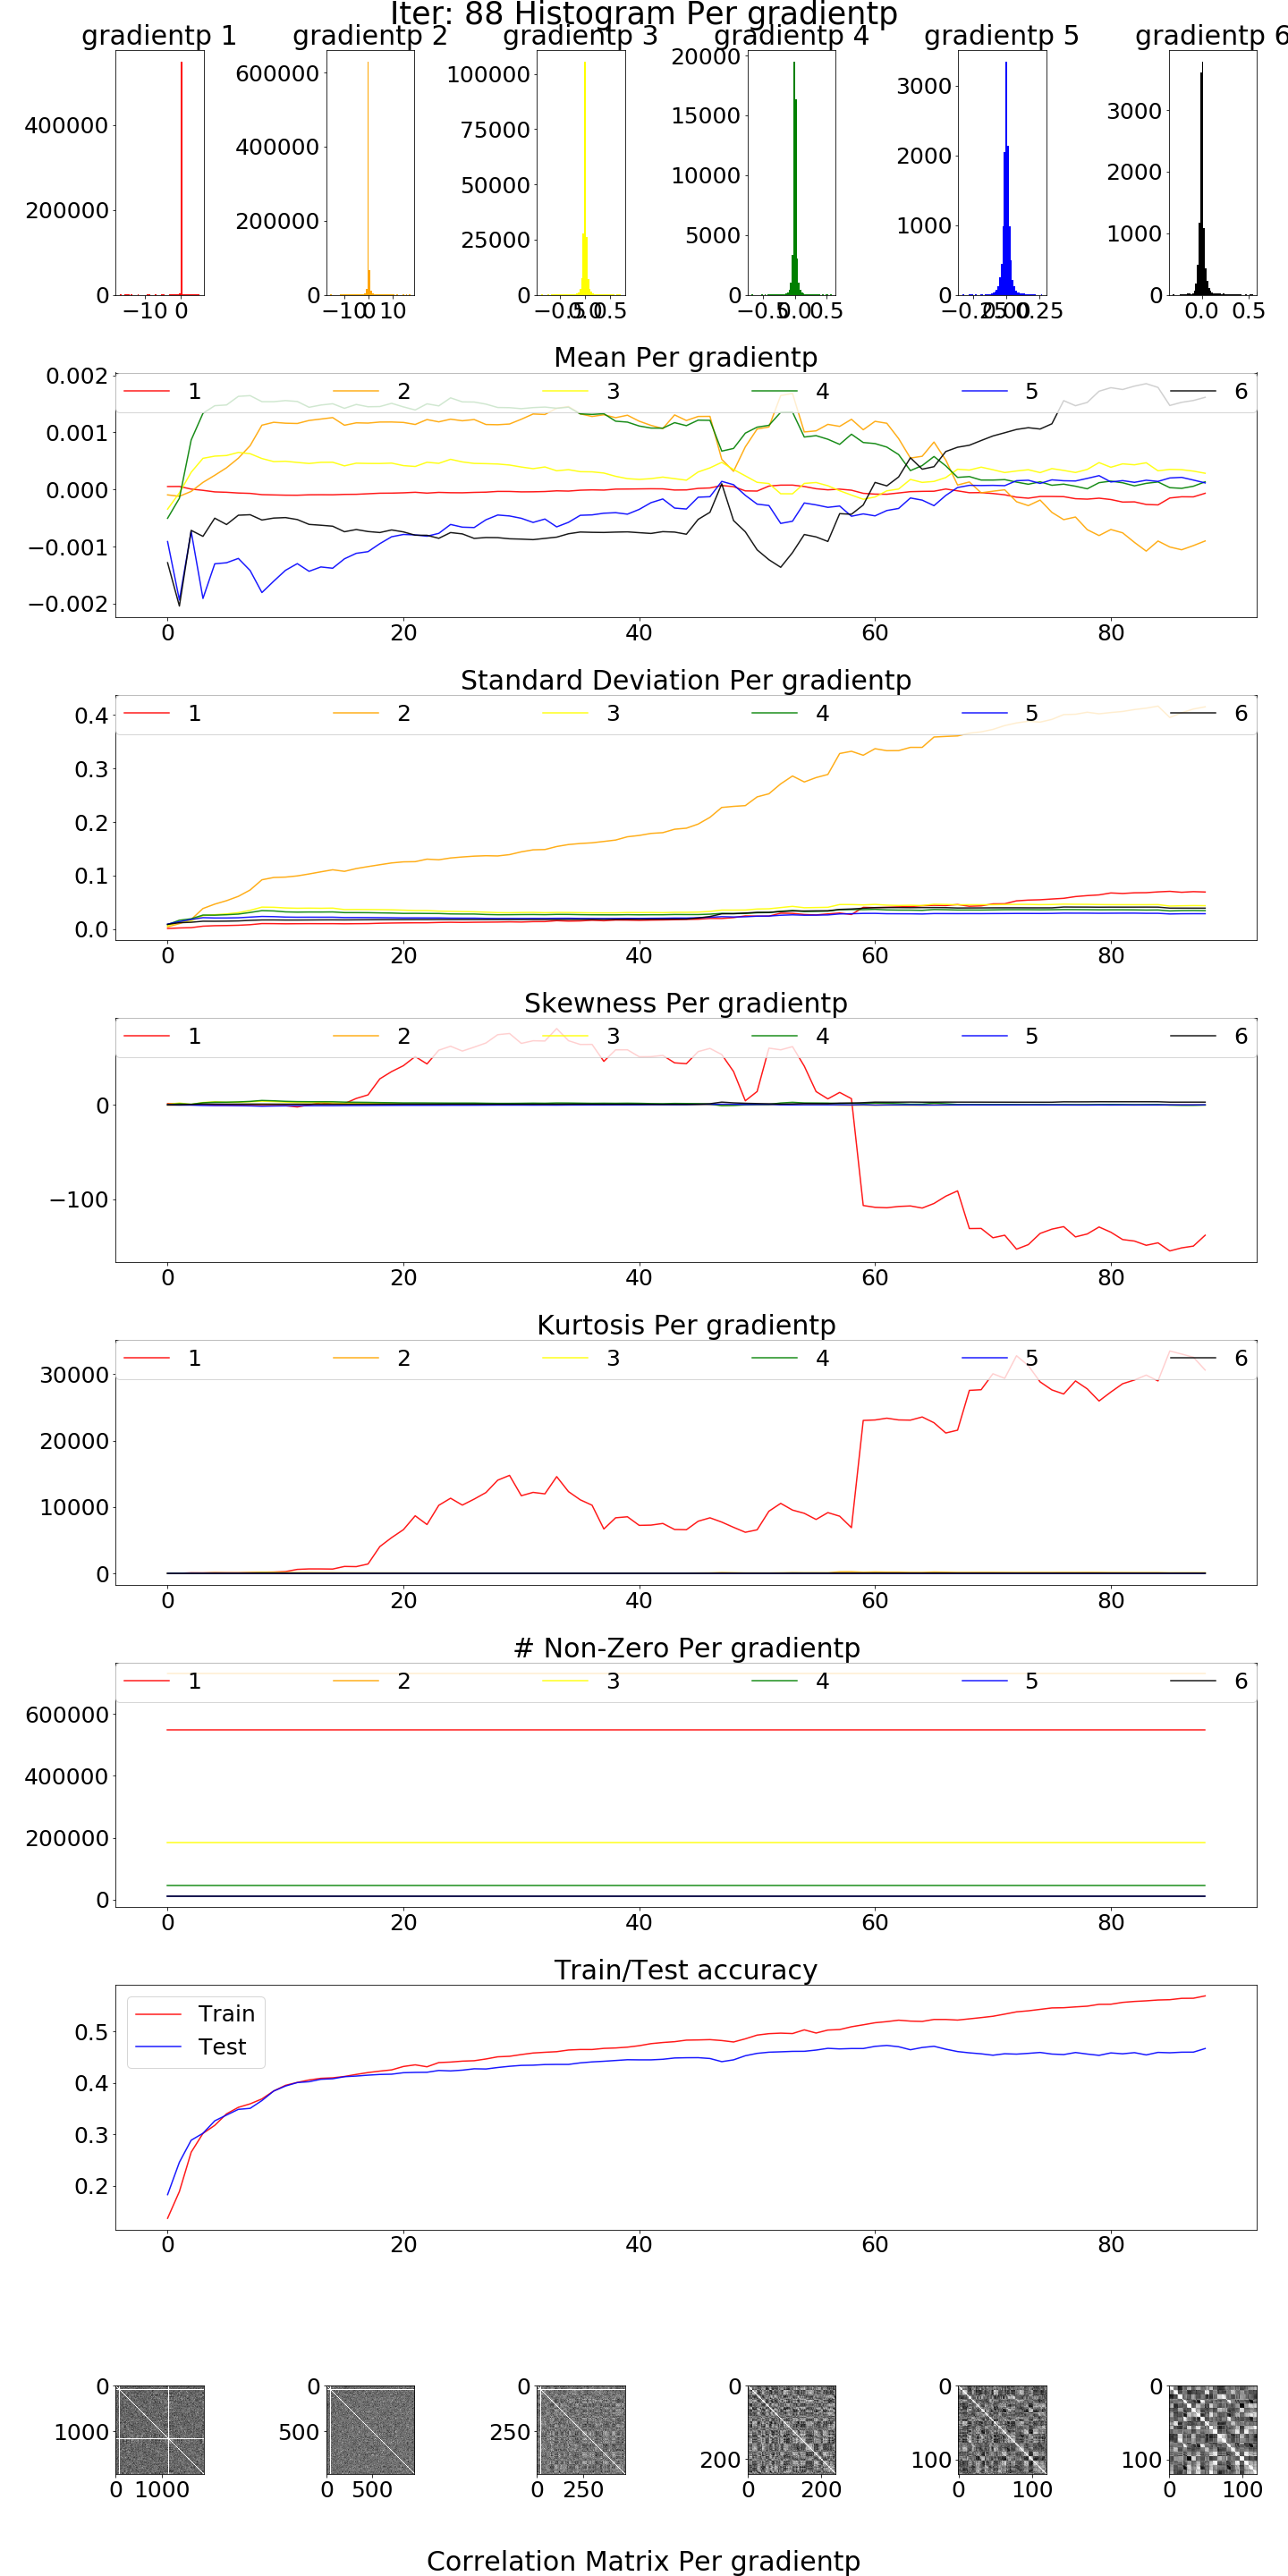 Iter: 88 Histogram Per gradientp
gradientp 1 gradientp 2 gradientp 3 gradientp 4 gradientp 5 gradientp 6
400000
200000
0
−10 0
600000
400000
200000
0
−10 0 10
100000
75000
50000
25000
0
−0.5 0.0 0.5
20000
15000
10000
5000
0
−0.5 0.0 0.5
3000
2000
1000
0
−0.25 0.00 0.25
3000
2000
1000
0
0.0 0.5
Mean Per gradientp
1 2 3 4 5 6
0.002
0.001
0.000
−0.001
−0.002
0 20 40 60 80
Standard Deviation Per gradientp
1 2 3 4 5 6
0.4
0.3
0.2
0.1
0.0
0 20 40 60 80
Skewness Per gradientp
1 2 3 4 5 6
0
−100
0 20 40 60 80
Kurtosis Per gradientp
1 2 3 4 5 6
30000
20000
10000
0
0 20 40 60 80
# Non-Zero Per gradientp
1 2 3 4 5 6
600000
400000
200000
0
0 20 40 60 80
Train/Test accuracy
Train
Test
0.5
0.4
0.3
0.2
0 20 40 60 80
0
1000
0 1000
0
500
0 500
0
250
0 250
0
200
0 200
0
100
0 100
0
100
0 100
Correlation Matrix Per gradientp